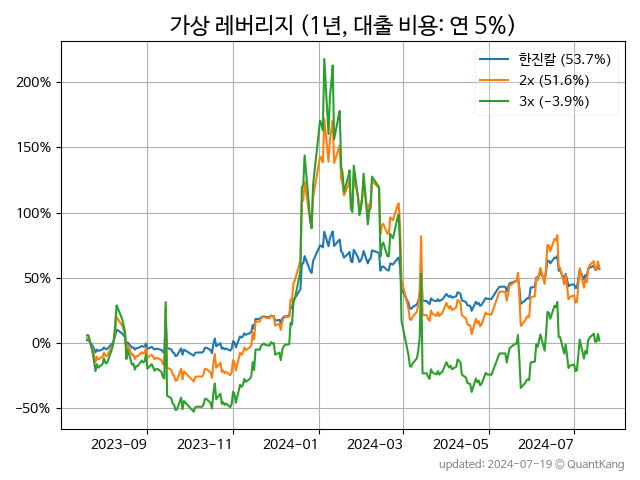 가상 레버리지 (1년, 대출 비용: 연 5%)
한진칼 (53.7%)
2x (51.6%)
3x (−3.9%)
200%
150%
100%
50%
0%
−50%
2023-09 2023-11 2024-01 2024-03 2024-05 2024-07
updated: 2024-07-19 © QuantKang